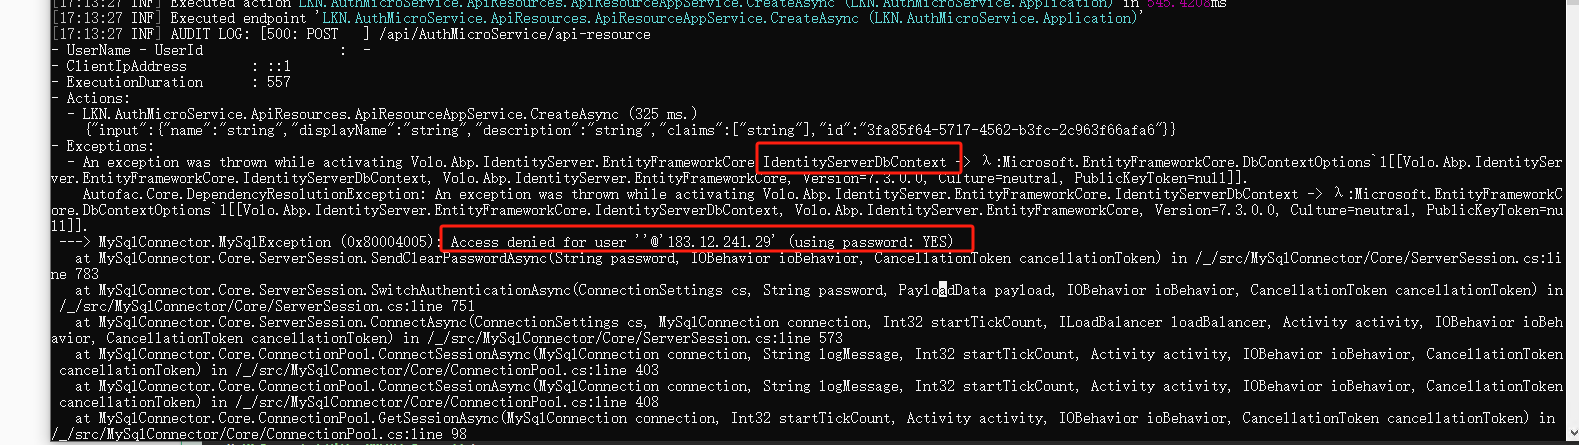 [17:13:27 INF] Executed action LKN.AuthMicroService.ApiResources.ApiResourceAppService.CreateAsync (LKN.AuthMicroService.Application) in 545.4208ms
[17:13:27 INF] Executed endpoint 'LKN.AuthMicroService.ApiResources.ApiResourceAppService.CreateAsync (LKN.AuthMicroService.Application)'
[17:13:27 INF] AUDIT LOG: [500: POST   ] /api/AuthMicroService/api-resource
- UserName - UserId                 :  -
- ClientIpAddress        : ::1
- ExecutionDuration      : 557
- Actions:
- LKN.AuthMicroService.ApiResources.ApiResourceAppService.CreateAsync (325 ms.)
{"input":{"name":"string","displayName":"string","description":"string","claims":["string"],"id":"3fa85f64-5717-4562-b3fc-2c963f66afa6"}}
- Exceptions:
- An exception was thrown while activating Volo.Abp.IdentityServer.EntityFrameworkCore.IdentityServerDbContext -> λ:Microsoft.EntityFrameworkCore.DbContextOptions`1[[Volo.Abp.IdentitySer
ver.EntityFrameworkCore.IdentityServerDbContext, Volo.Abp.IdentityServer.EntityFrameworkCore, Version=7.3.0.0, Culture=neutral, PublicKeyToken=null]].
Autofac.Core.DependencyResolutionException: An exception was thrown while activating Volo.Abp.IdentityServer.EntityFrameworkCore.IdentityServerDbContext -> λ:Microsoft.EntityFrameworkC
ore.DbContextOptions`1[[Volo.Abp.IdentityServer.EntityFrameworkCore.IdentityServerDbContext, Volo.Abp.IdentityServer.EntityFrameworkCore, Version=7.3.0.0, Culture=neutral, PublicKeyToken=nu
ll]].
---> MySqlConnector.MySqlException (0x80004005): Access denied for user ''@'183.12.241.29' (using password: YES)
at MySqlConnector.Core.ServerSession.SendClearPasswordAsync(String password, IOBehavior ioBehavior, CancellationToken cancellationToken) in /_/src/MySqlConnector/Core/ServerSession.cs:li
ne 783
at MySqlConnector.Core.ServerSession.SwitchAuthenticationAsync(ConnectionSettings cs, String password, PayloadData payload, IOBehavior ioBehavior, CancellationToken cancellationToken) in
/_/src/MySqlConnector/Core/ServerSession.cs:line 751
at MySqlConnector.Core.ServerSession.ConnectAsync(ConnectionSettings cs, MySqlConnection connection, Int32 startTickCount, ILoadBalancer loadBalancer, Activity activity, IOBehavior ioBeh
avior, CancellationToken cancellationToken) in /_/src/MySqlConnector/Core/ServerSession.cs:line 573
at MySqlConnector.Core.ConnectionPool.ConnectSessionAsync(MySqlConnection connection, String logMessage, Int32 startTickCount, Activity activity, IOBehavior ioBehavior, CancellationToken
cancellationToken) in /_/src/MySqlConnector/Core/ConnectionPool.cs:line 403
at MySqlConnector.Core.ConnectionPool.ConnectSessionAsync(MySqlConnection connection, String logMessage, Int32 startTickCount, Activity activity, IOBehavior ioBehavior, CancellationToken
cancellationToken) in /_/src/MySqlConnector/Core/ConnectionPool.cs:line 408
at MySqlConnector.Core.ConnectionPool.GetSessionAsync(MySqlConnection connection, Int32 startTickCount, Activity activity, IOBehavior ioBehavior, CancellationToken cancellationToken) in
/_/src/MySqlConnector/Core/ConnectionPool.cs:line 98